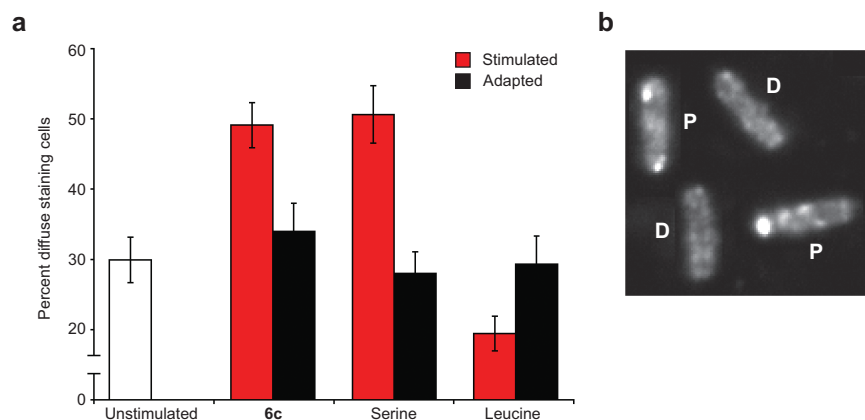 a
b
60
50
40
30
20
0
Percent diffuse staining cells
Stimulated
Adapted
Unstimulated
6c
Serine
Leucine
P
D
D
P